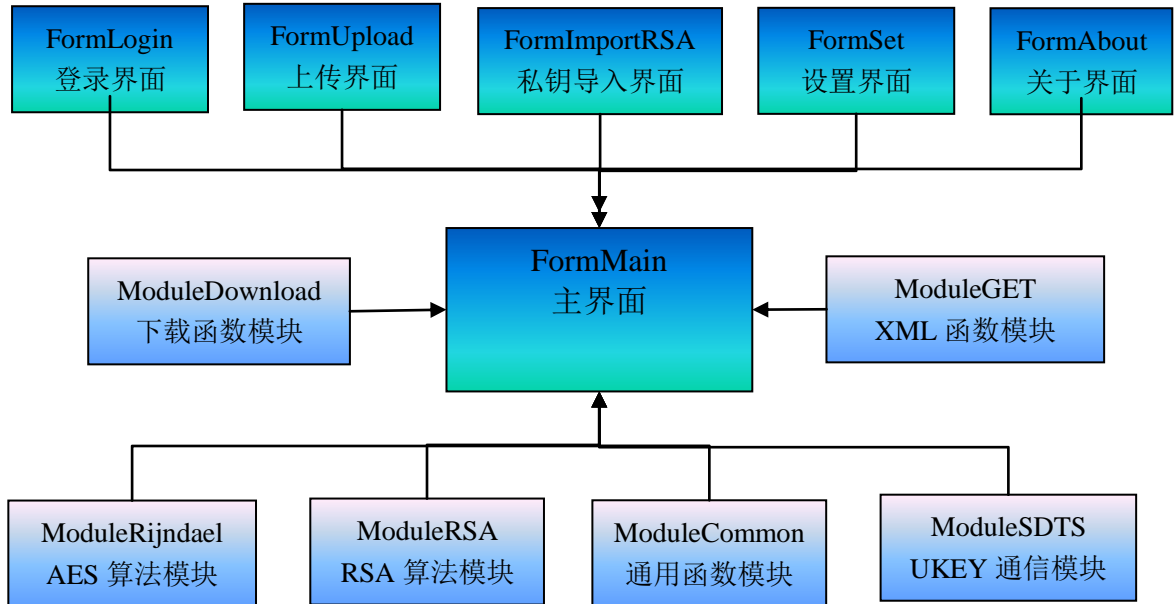 FormLogin
登录界面
FormUpload
上传界面
FormImportRSA
私钥导入界面
FormSet
设置界面
FormAbout
关于界面
FormMain
主界面
ModuleDownload
下载函数模块
ModuleGET
XML 函数模块
ModuleRijndael
AES 算法模块
ModuleRSA
RSA 算法模块
ModuleCommon
通用函数模块
ModuleSDTS
UKEY 通信模块